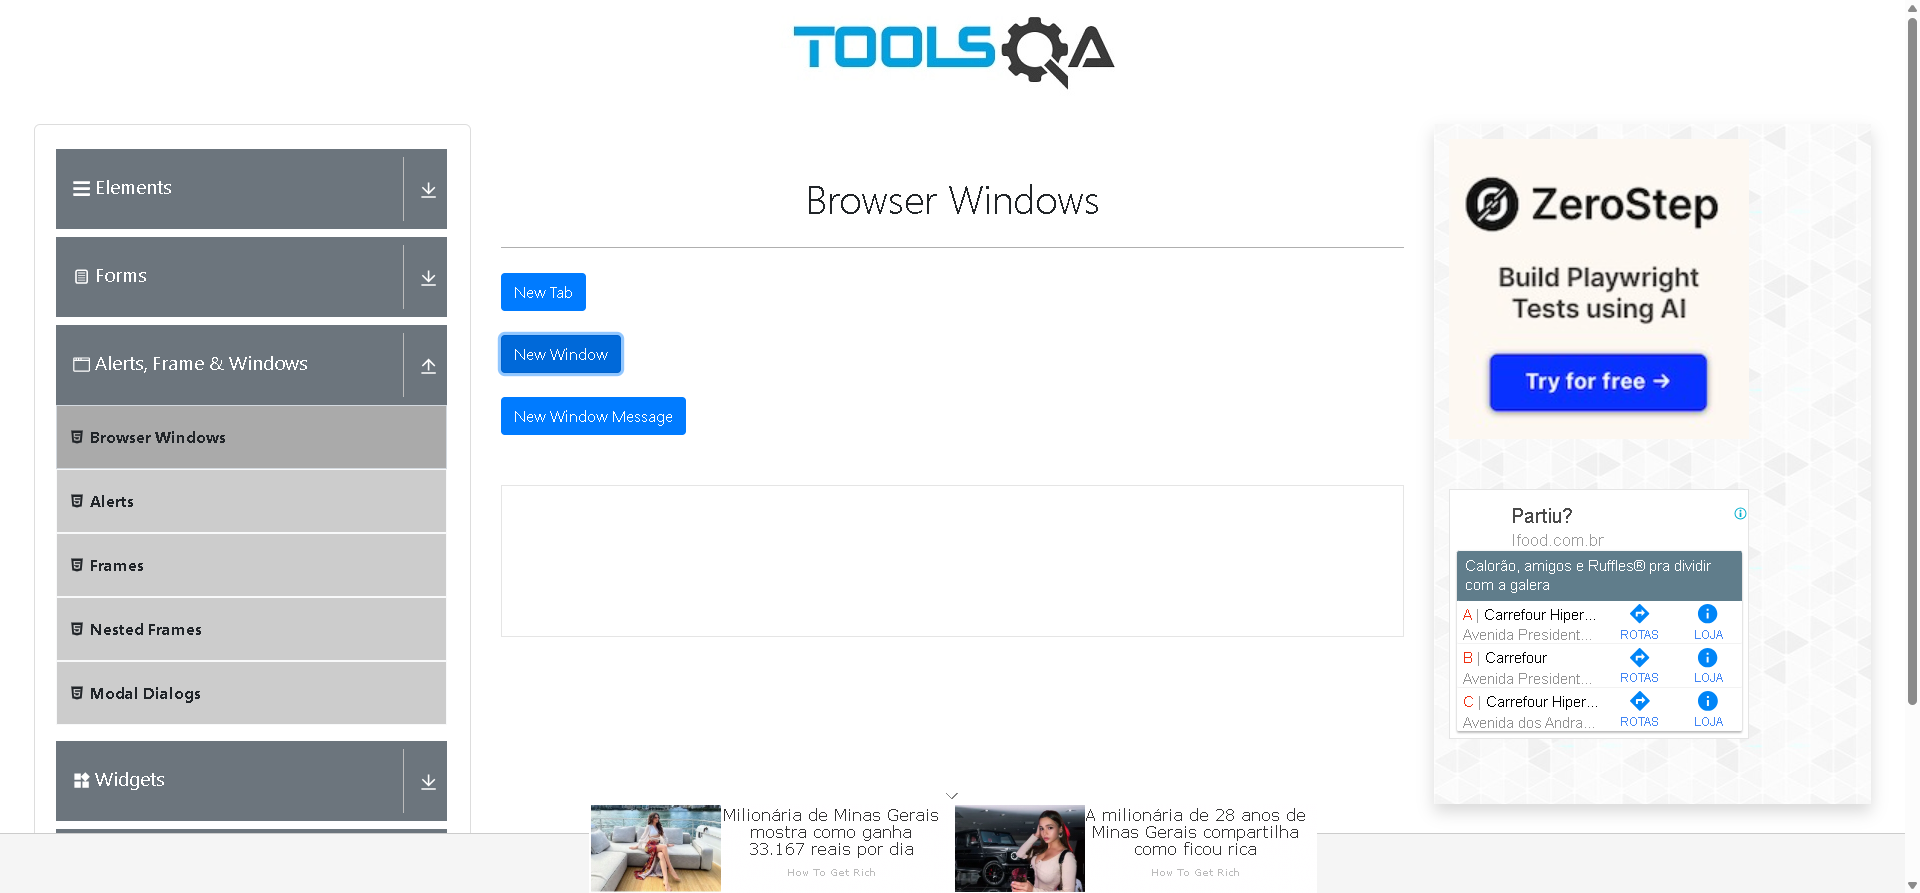 TOOLSQA
Elements
Forms
Alerts, Frame & Windows
Browser Windows
Alerts
Frames
Nested Frames
Modal Dialogs
Widgets
Browser Windows
New Tab
New Window
New Window Message
ZeroStep
Build Playwright
Tests using AI
Try for free →
Partiu?
Ifood.com.br
Calorão, amigos e Ruffles® pra dividir
com a galera
A | Carrefour Hiper...
Avenida President...
ROTAS
LOJA
B | Carrefour
Avenida President...
ROTAS
LOJA
C | Carrefour Hiper...
Avenida dos Andra...
ROTAS
LOJA
Milionária de Minas Gerais
mostra como ganha
33.167 reais por dia
How To Get Rich
A milionária de 28 anos de
Minas Gerais compartilha
como ficou rica
How To Get Rich